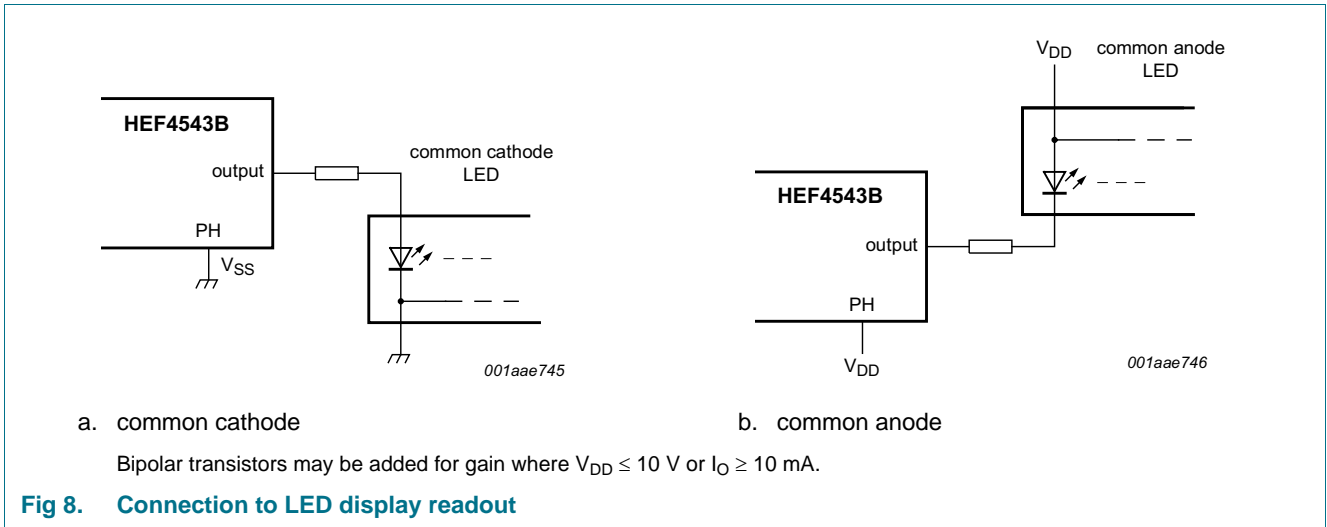 HEF4543B
output
PH
VSS
common cathode
LED
001aae745
VDD
common anode
LED
HEF4543B
output
PH
VDD
001aae746
a. common cathode
b. common anode
Bipolar transistors may be added for gain where VDD ≤ 10 V or IO ≥ 10 mA.
Fig 8. Connection to LED display readout